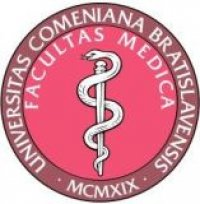 UNIVERSITAS COMENIANA BRATISLAVENSIS
FACULTAS MEDICA
· MCMXIX ·